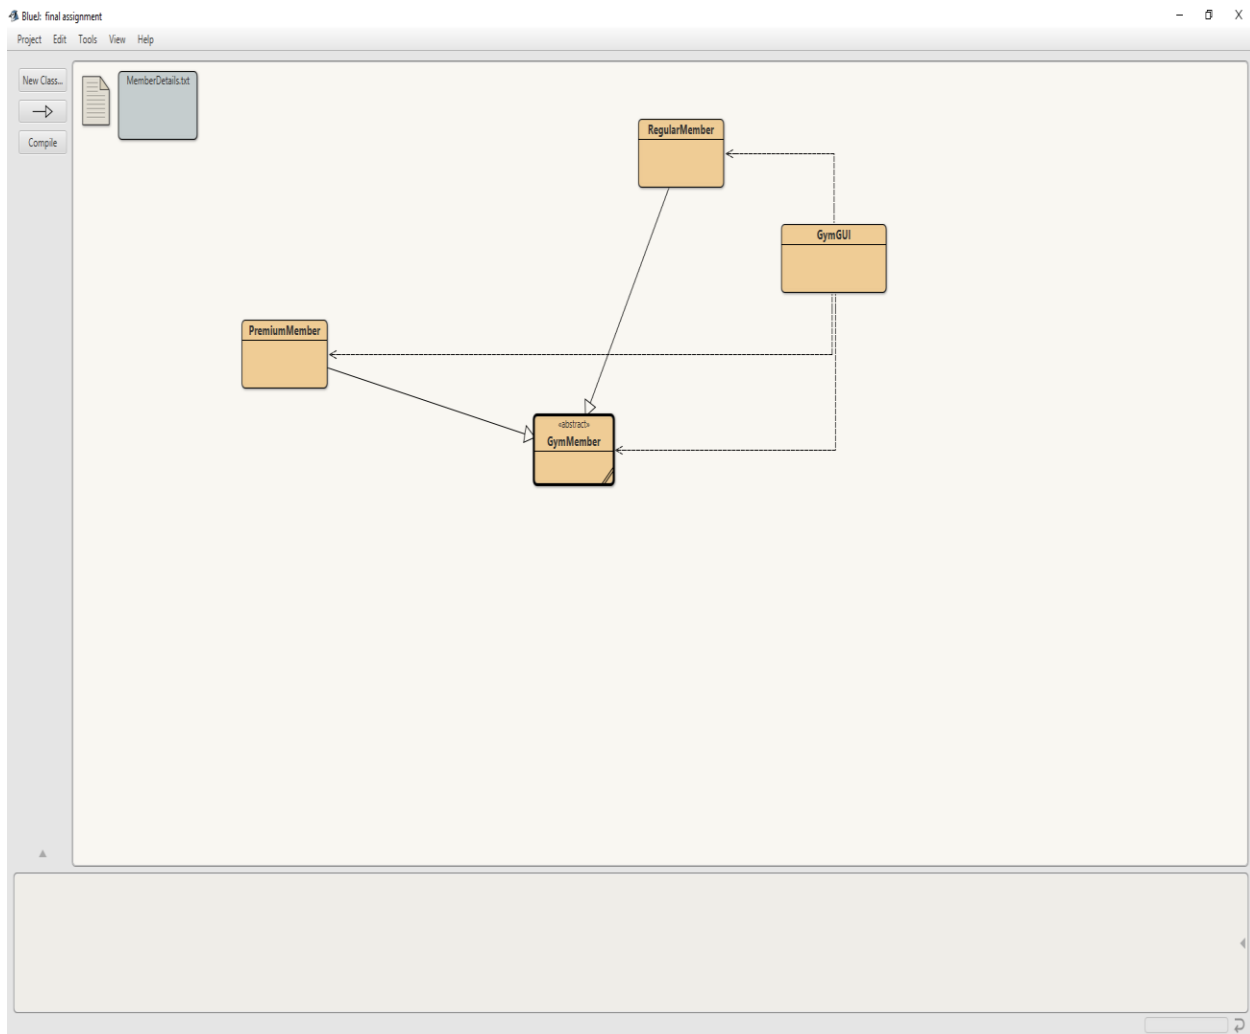 BlueJ: final assignment
Project Edit Tools View Help
New Class...
Compile
MemberDetails.txt
RegularMember
GymGUI
PremiumMember
<abstract>
GymMember